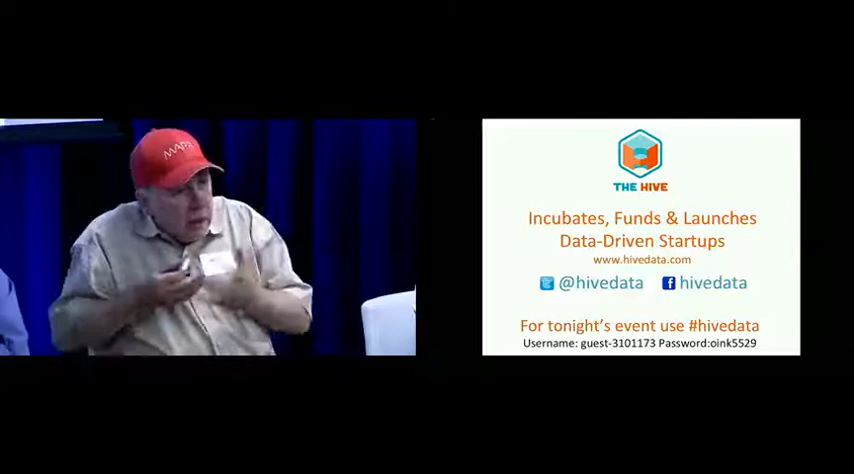 MAPR
THE HIVE
Incubates, Funds & Launches
Data-Driven Startups
www.hivedata.com
@hivedata hivedata
For tonight's event use #hivedata
Username: guest-3101173 Password:oink5529